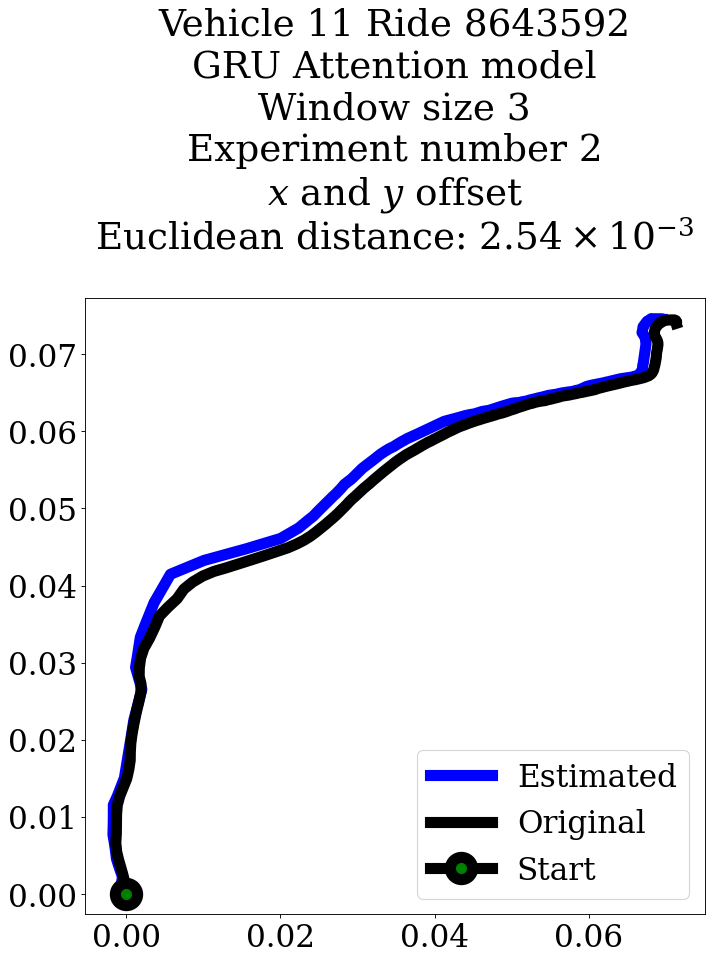 Vehicle 11 Ride 8643592
GRU Attention model
Window size 3
Experiment number 2
x and y offset
Euclidean distance: 2.54 × 10⁻³
0.07
0.06
0.05
0.04
0.03
0.02
0.01
0.00
Estimated
Original
Start
0.00 0.02 0.04 0.06